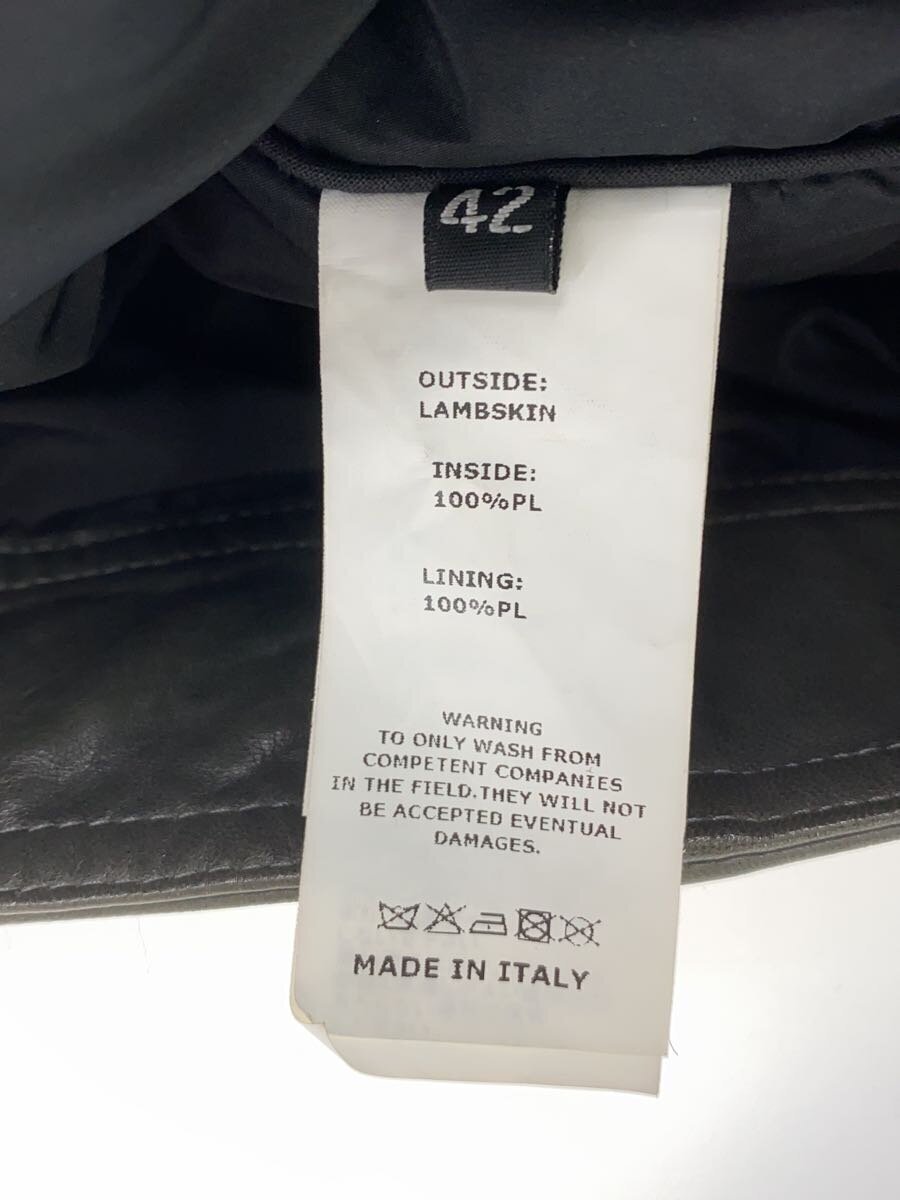 42
OUTSIDE:
LAMBSKIN
INSIDE:
100%PL
LINING:
100%PL
WARNING
TO ONLY WASH FROM
COMPETENT COMPANIES
IN THE FIELD.THEY WILL NOT
BE ACCEPTED EVENTUAL
DAMAGES.
MADE IN ITALY